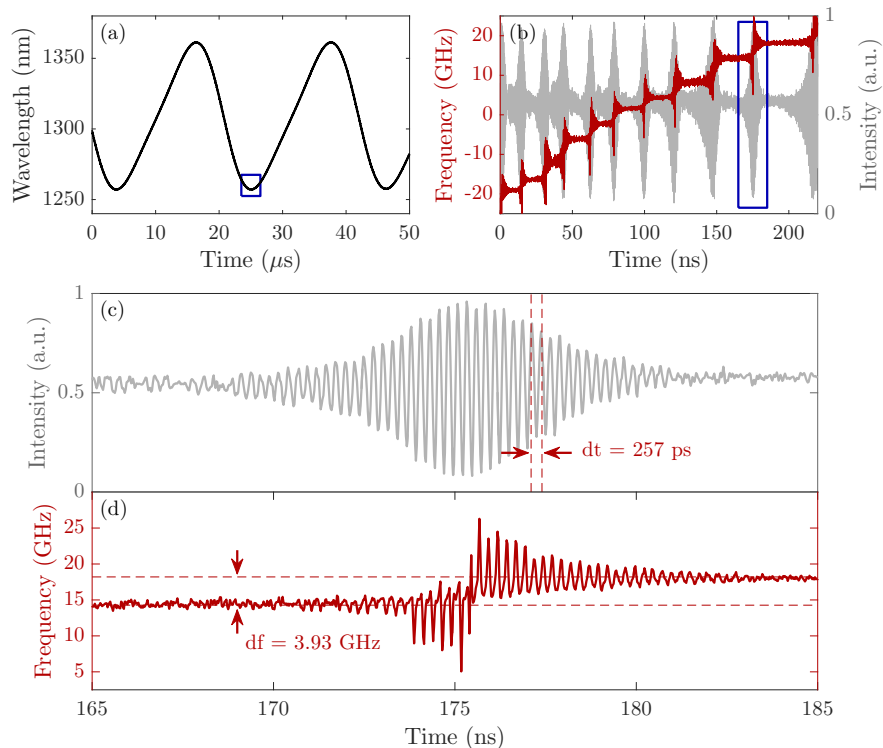 (a)
Wavelength (nm)
1350
1300
1250
0 10 20 30 40 50
Time (μs)
(b)
Frequency (GHz)
20
10
0
-10
-20
1
0.5
0
Intensity (a.u.)
0 50 100 150 200
Time (ns)
(c)
Intensity (a.u.)
1
0.5
0
dt = 257 ps
(d)
Frequency (GHz)
25
20
15
10
5
df = 3.93 GHz
165 170 175 180 185
Time (ns)